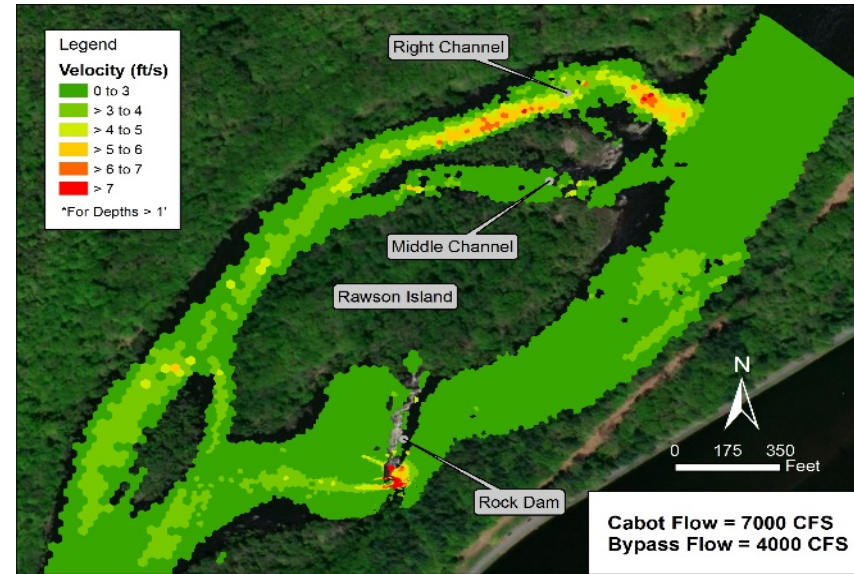 Legend
Velocity (ft/s)
0 to 3
> 3 to 4
> 4 to 5
> 5 to 6
> 6 to 7
> 7
*For Depths > 1'
Right Channel
Middle Channel
Rawson Island
N
0 175 350
Feet
Rock Dam
Cabot Flow = 7000 CFS
Bypass Flow = 4000 CFS